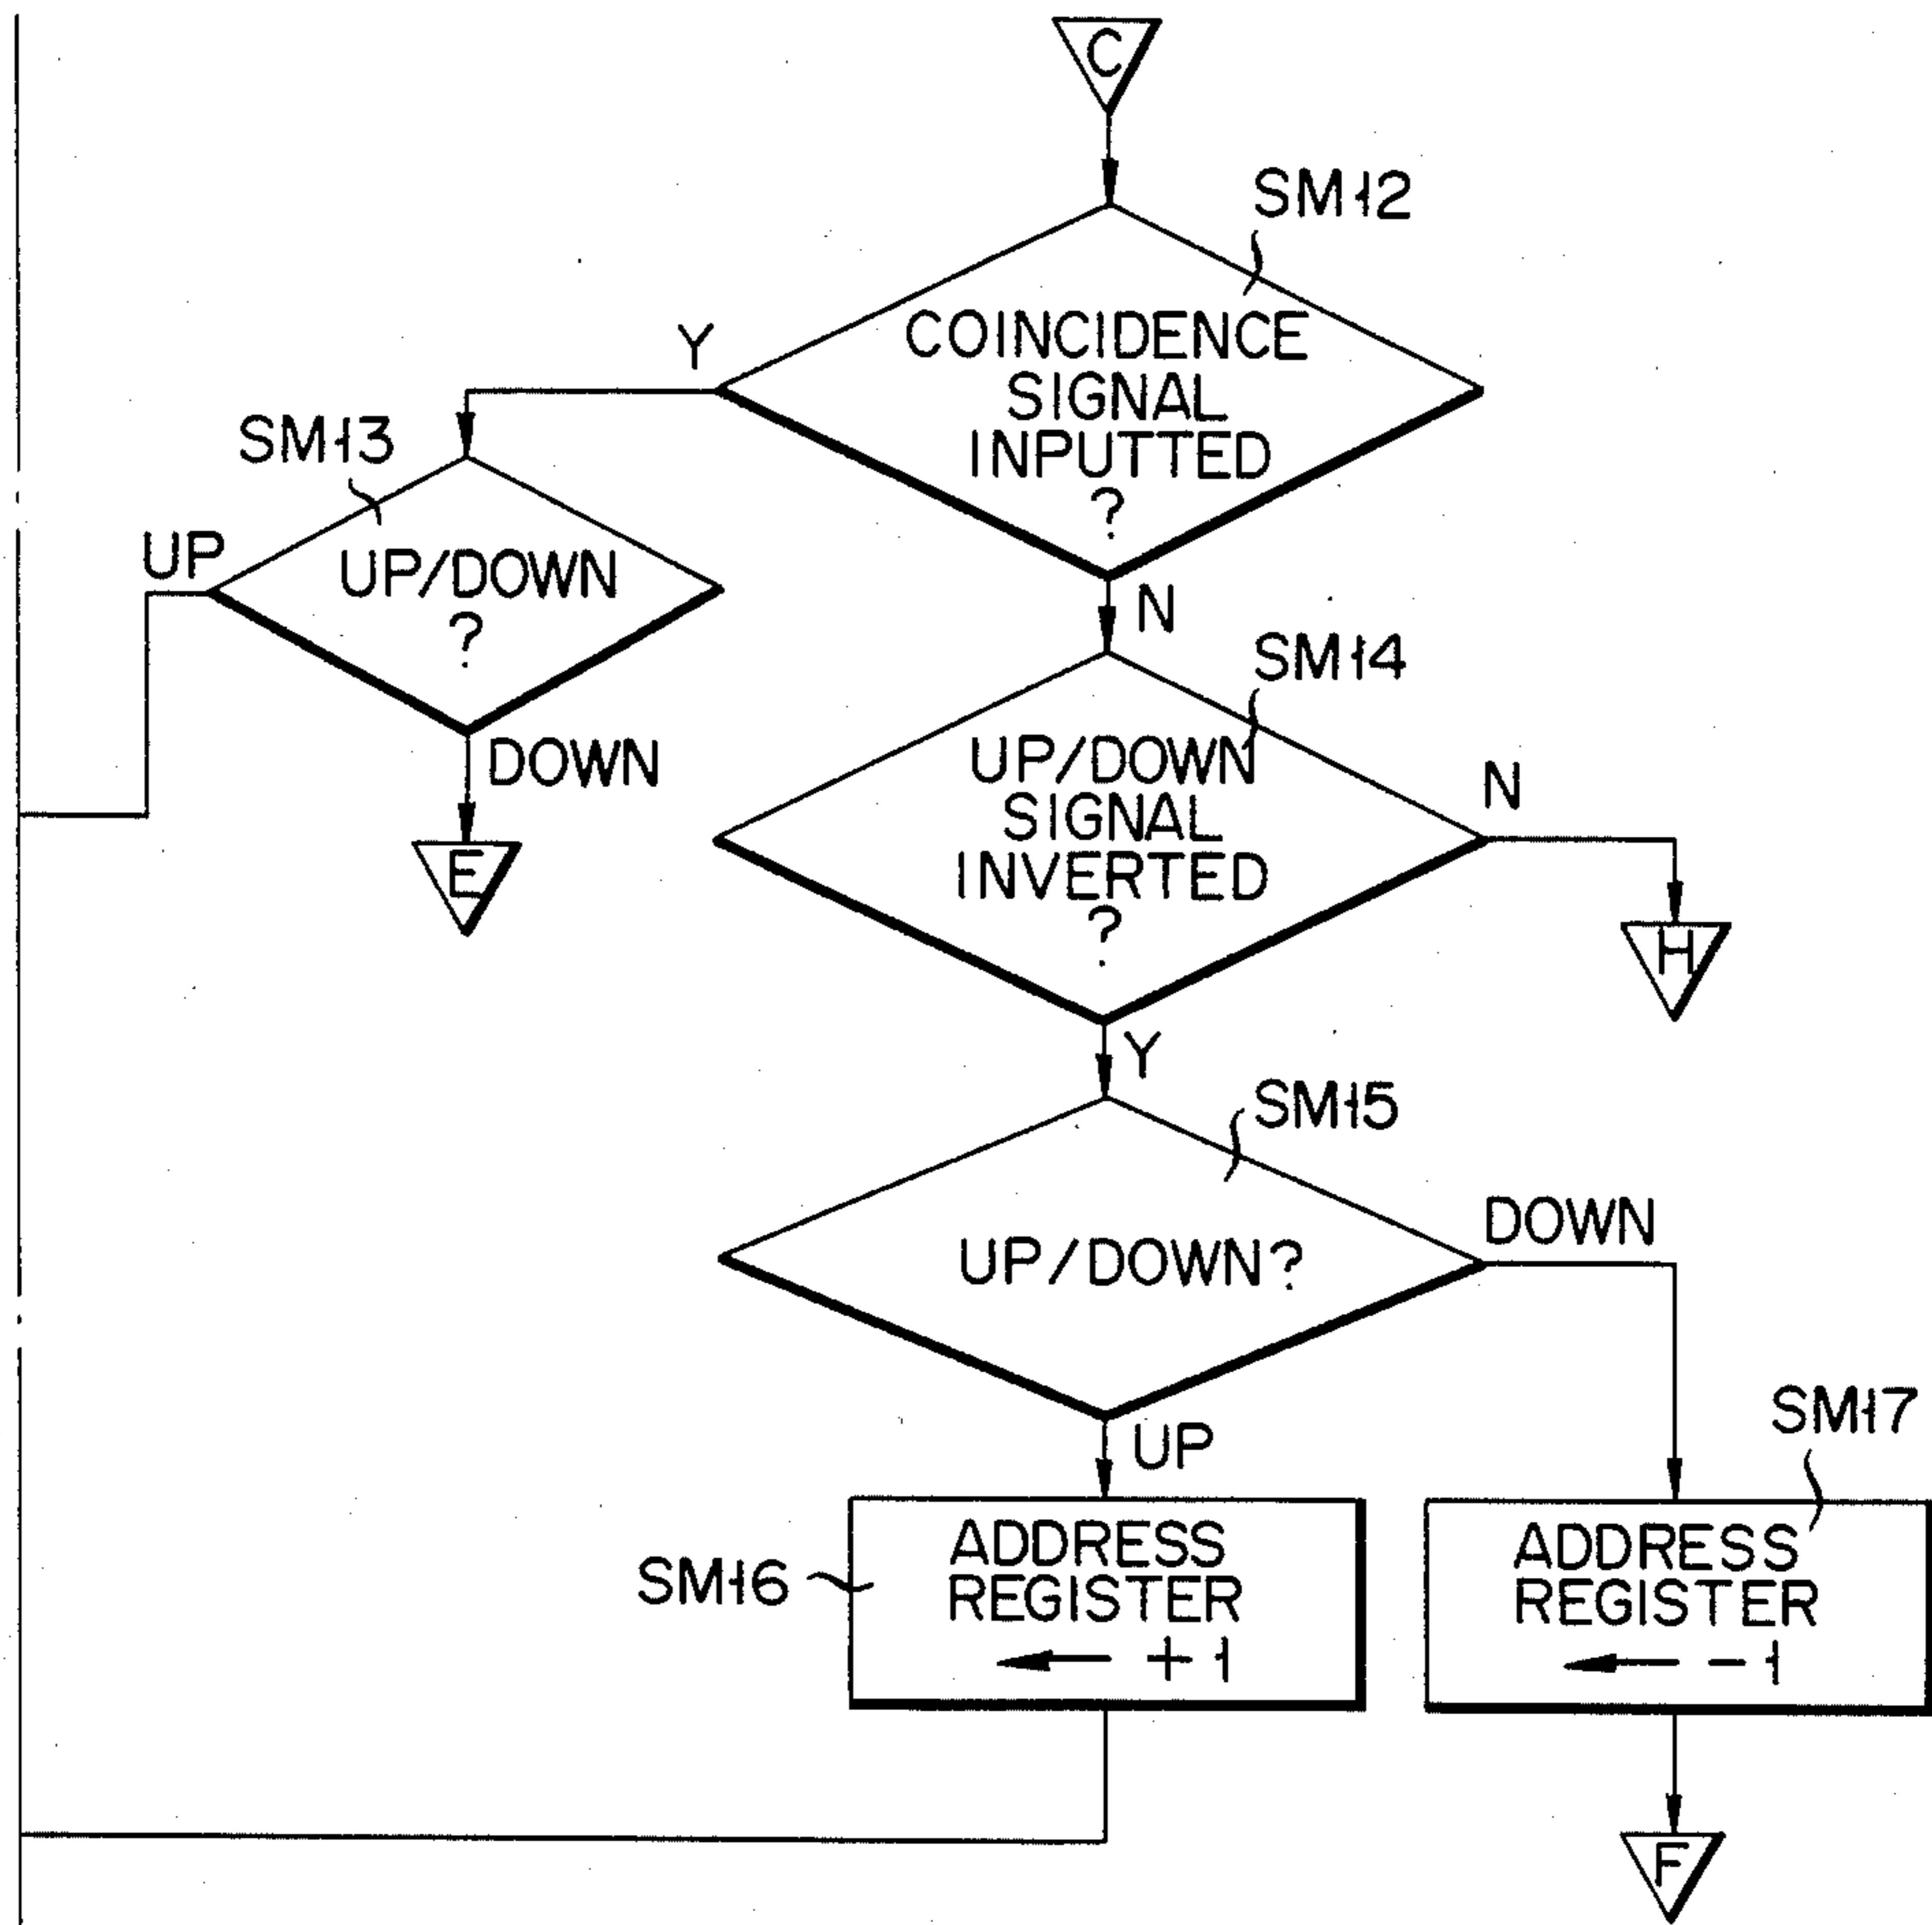 C
SM12
COINCIDENCE
SIGNAL
INPUTTED
?
Y
SM13
UP
UP/DOWN
?
N
SM14
DOWN
UP/DOWN
SIGNAL
INVERTED
?
N
E
H
Y
SM15
UP/DOWN?
DOWN
SM17
UP
SM16
ADDRESS
REGISTER
← +1
ADDRESS
REGISTER
← -1
F